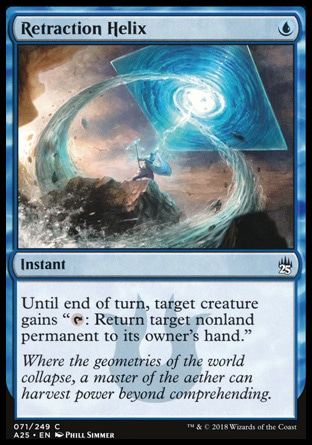 Retraction Helix
Instant
25
Until end of turn, target creature
gains “T: Return target nonland
permanent to its owner's hand.”
Where the geometries of the world
collapse, a master of the aether can
harvest power beyond comprehending.
071/249 C
A25 • EN Phill Simmer
™ & © 2018 Wizards of the Coast